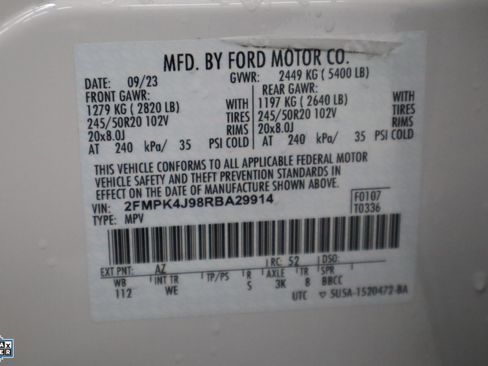 MFD. BY FORD MOTOR CO.
DATE: 09/23 GVWR: 2449 KG ( 5400 LB)
FRONT GAWR: REAR GAWR:
1279 KG ( 2820 LB) WITH 1197 KG ( 2640 LB) WITH
245/50R20 102V TIRES 245/50R20 102V TIRES
20x8.0J RIMS 20x8.0J RIMS
AT 240 kPa/ 35 PSI COLD AT 240 kPa/ 35 PSI COLD
THIS VEHICLE CONFORMS TO ALL APPLICABLE FEDERAL MOTOR
VEHICLE SAFETY AND THEFT PREVENTION STANDARDS IN
EFFECT ON THE DATE OF MANUFACTURE SHOWN ABOVE.
VIN: 2FMPK4J98RBA29914 F0107
TYPE: MPV T0336
EXT PNT: AZ RC: 52 DSO:
WB INT TR TP/PS R AXLE TR SPR
112 WE S 3K 8 BBCC
UTC SU5A-1520472-BA